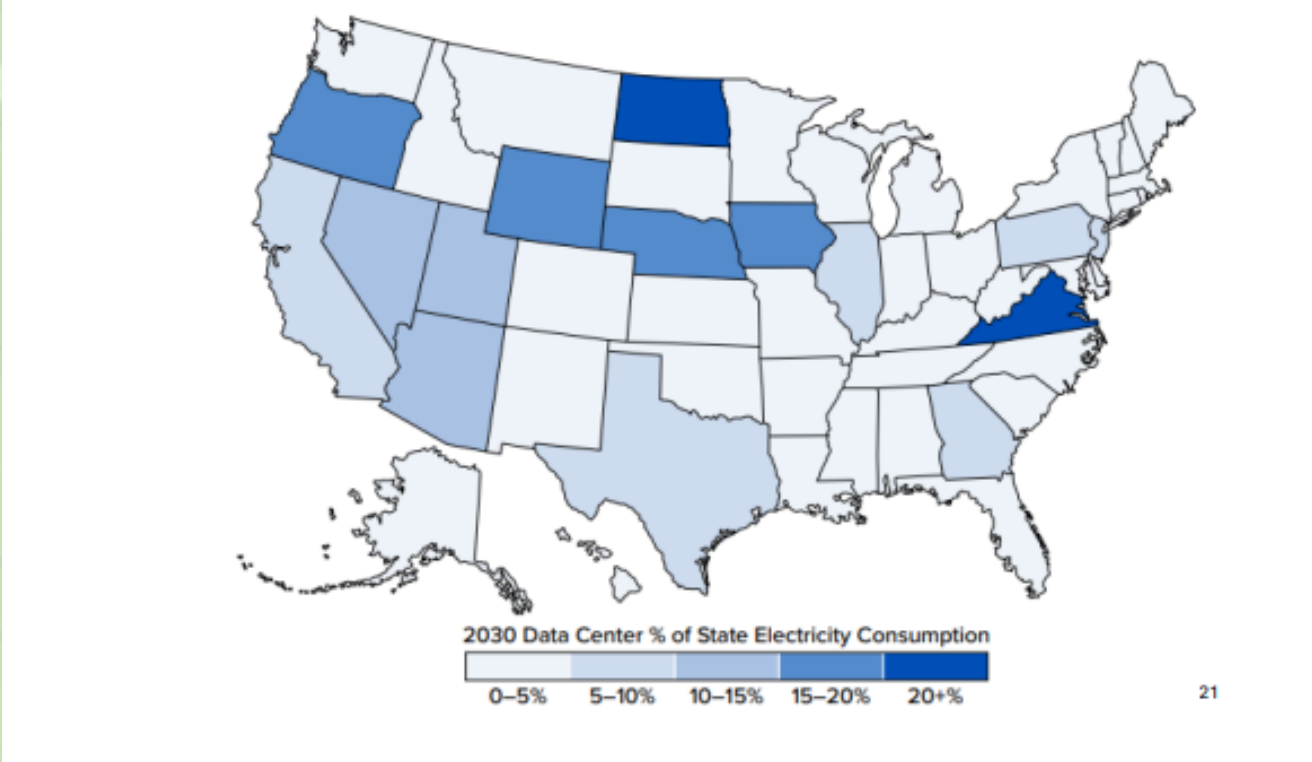 2030 Data Center % of State Electricity Consumption
0–5% 5–10% 10–15% 15–20% 20+%
21